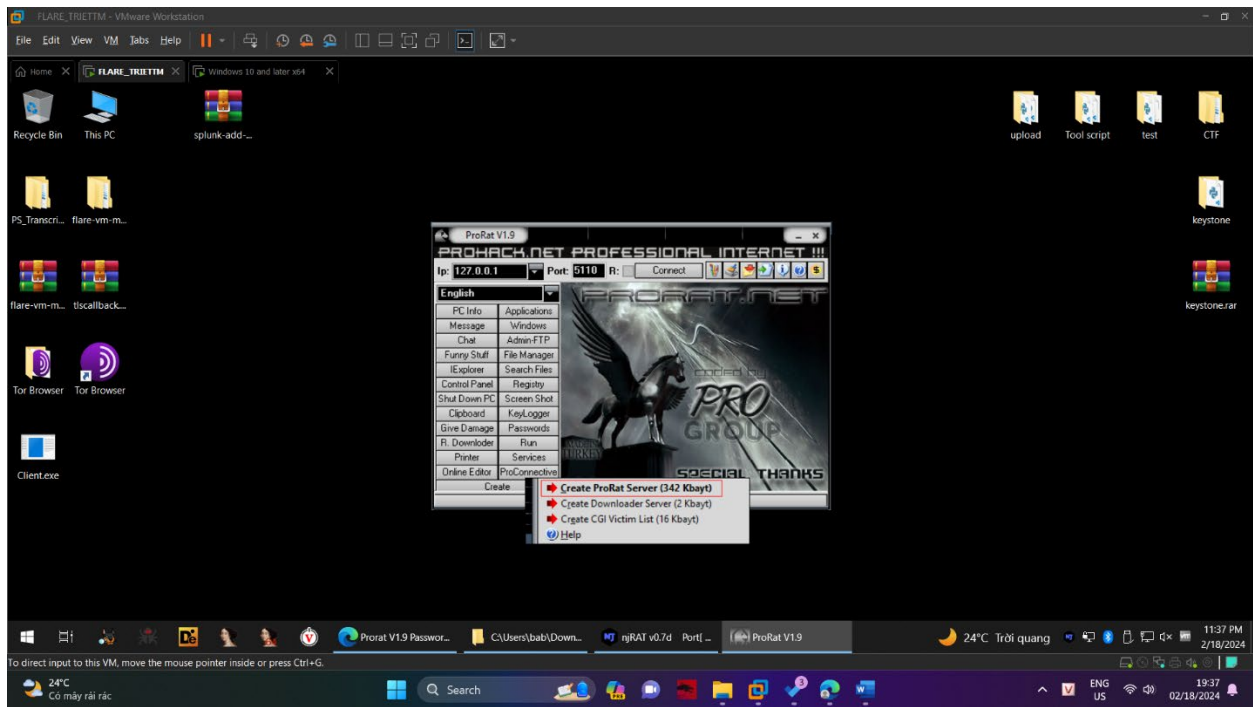 FLARE_TRIETTM - VMware Workstation
File Edit View VM Tabs Help
Home FLARE_TRIETTM Windows 10 and later x64
Recycle Bin This PC splunk-add-... upload Tool script test CTF
PS_Transcri... flare-vm-m... keystone
flare-vm-m... tlscallback... keystone.rar
Tor Browser Tor Browser
Client.exe
ProRat V1.9
PROHACK.NET PROFESSIONAL INTERNET !!!
Ip: 127.0.0.1 Port: 5110 R: Connect
English
PRORAT.NET
PC Info Applications
Message Windows
Chat Admin-FTP
Funny Stuff File Manager
IExplorer Search Files
Control Panel Registry
Shut Down PC Screen Shot
Clipboard KeyLogger
Give Damage Passwords
R. Downloder Run
Printer Services
Online Editor ProConnective
Create
CODED BY
PRO
GROUP
TURKEY
SPECIAL THANKS
Create ProRat Server (342 Kbayt)
Create Downloader Server (2 Kbayt)
Create CGI Victim List (16 Kbayt)
Help
Prorat V1.9 Passwor... C:\Users\bab\Down... njRAT v0.7d Port[ _ ProRat V1.9 24°C Trời quang 11:37 PM
2/18/2024
To direct input to this VM, move the mouse pointer inside or press Ctrl+G.
24°C
Có mây rải rác
Search
ENG
US
19:37
02/18/2024